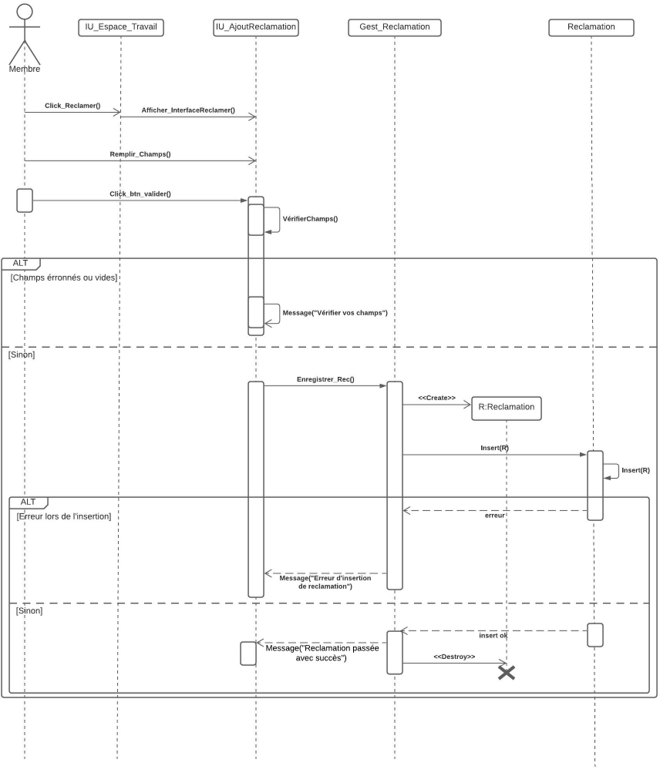 IU_Espace_Travail
IU_AjoutReclamation
Gest_Reclamation
Reclamation
Membre
Click_Reclamer()
Afficher_InterfaceReclamer()
Remplir_Champs()
Click_btn_valider()
VérifierChamps()
ALT
[Champs érronnés ou vides]
Message("Vérifier vos champs")
[Sinon]
Enregistrer_Rec()
<<Create>>
R:Reclamation
Insert(R)
Insert(R)
ALT
[Erreur lors de l'insertion]
erreur
Message("Erreur d'insertion
de reclamation")
[Sinon]
insert ok
Message("Reclamation passée
avec succès")
<<Destroy>>